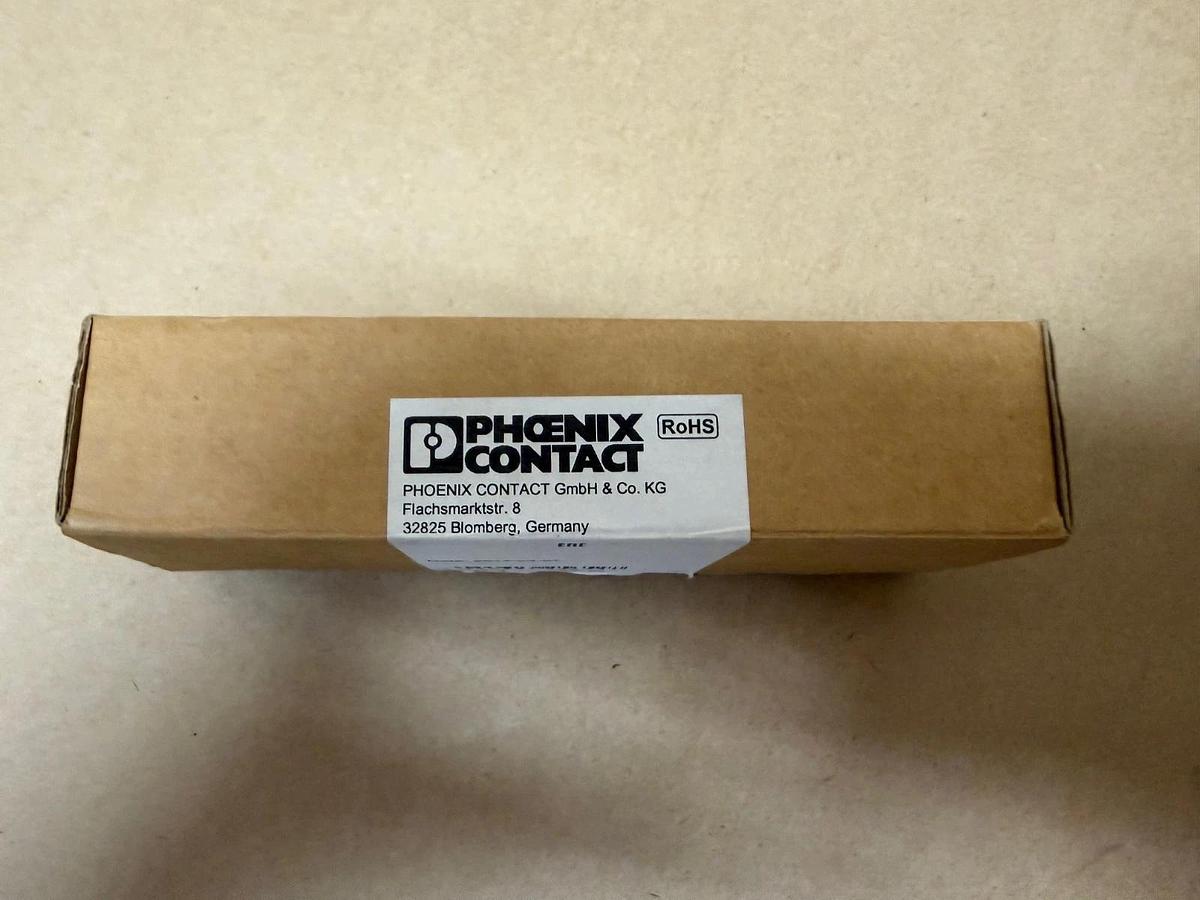 PHŒNIX
CONTACT
RoHS
PHOENIX CONTACT GmbH & Co. KG
Flachsmarktstr. 8
32825 Blomberg, Germany